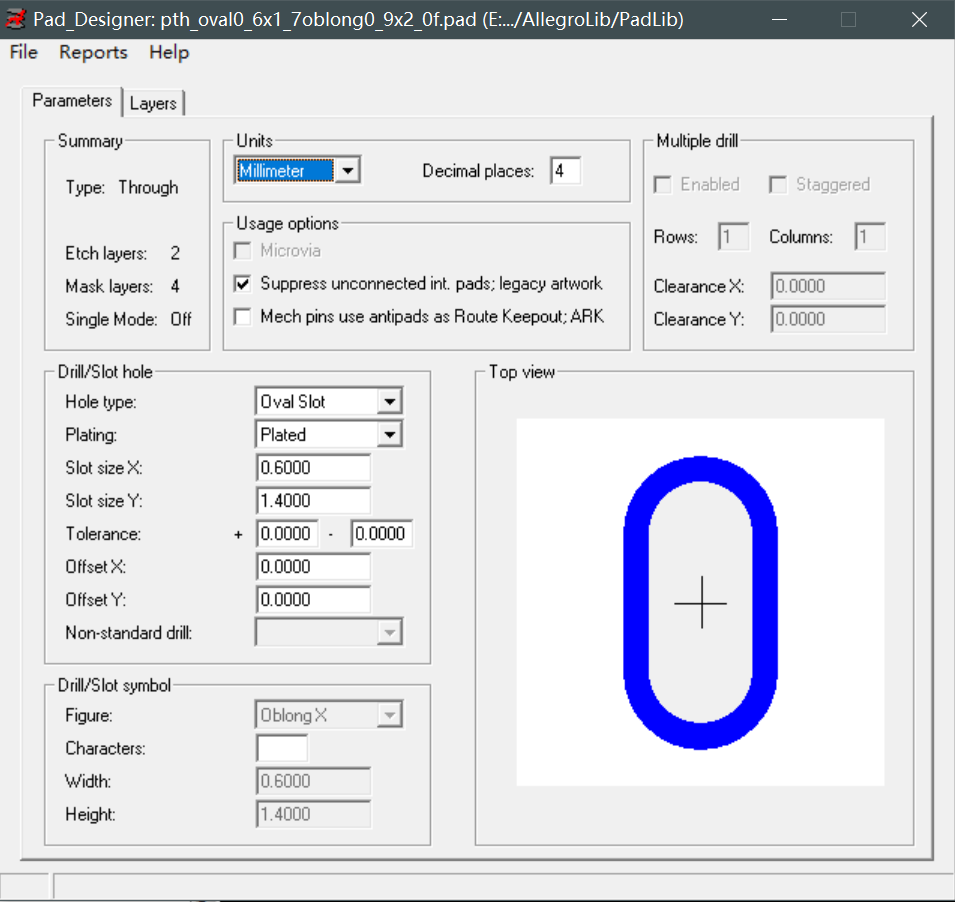 Pad_Designer: pth_oval0_6x1_7oblong0_9x2_0f.pad (E:.../AllegroLib/PadLib)
File Reports Help
Parameters Layers
Summary
Type: Through
Etch layers: 2
Mask layers: 4
Single Mode: Off
Units
Millimeter Decimal places: 4
Usage options
Microvia
Suppress unconnected int. pads; legacy artwork
Mech pins use antipads as Route Keepout; ARK
Multiple drill
Enabled Staggered
Rows: 1 Columns: 1
Clearance X: 0.0000
Clearance Y: 0.0000
Drill/Slot hole
Hole type: Oval Slot
Plating: Plated
Slot size X: 0.6000
Slot size Y: 1.4000
Tolerance: + 0.0000 - 0.0000
Offset X: 0.0000
Offset Y: 0.0000
Non-standard drill:
Drill/Slot symbol
Figure: Oblong X
Characters:
Width: 0.6000
Height: 1.4000
Top view